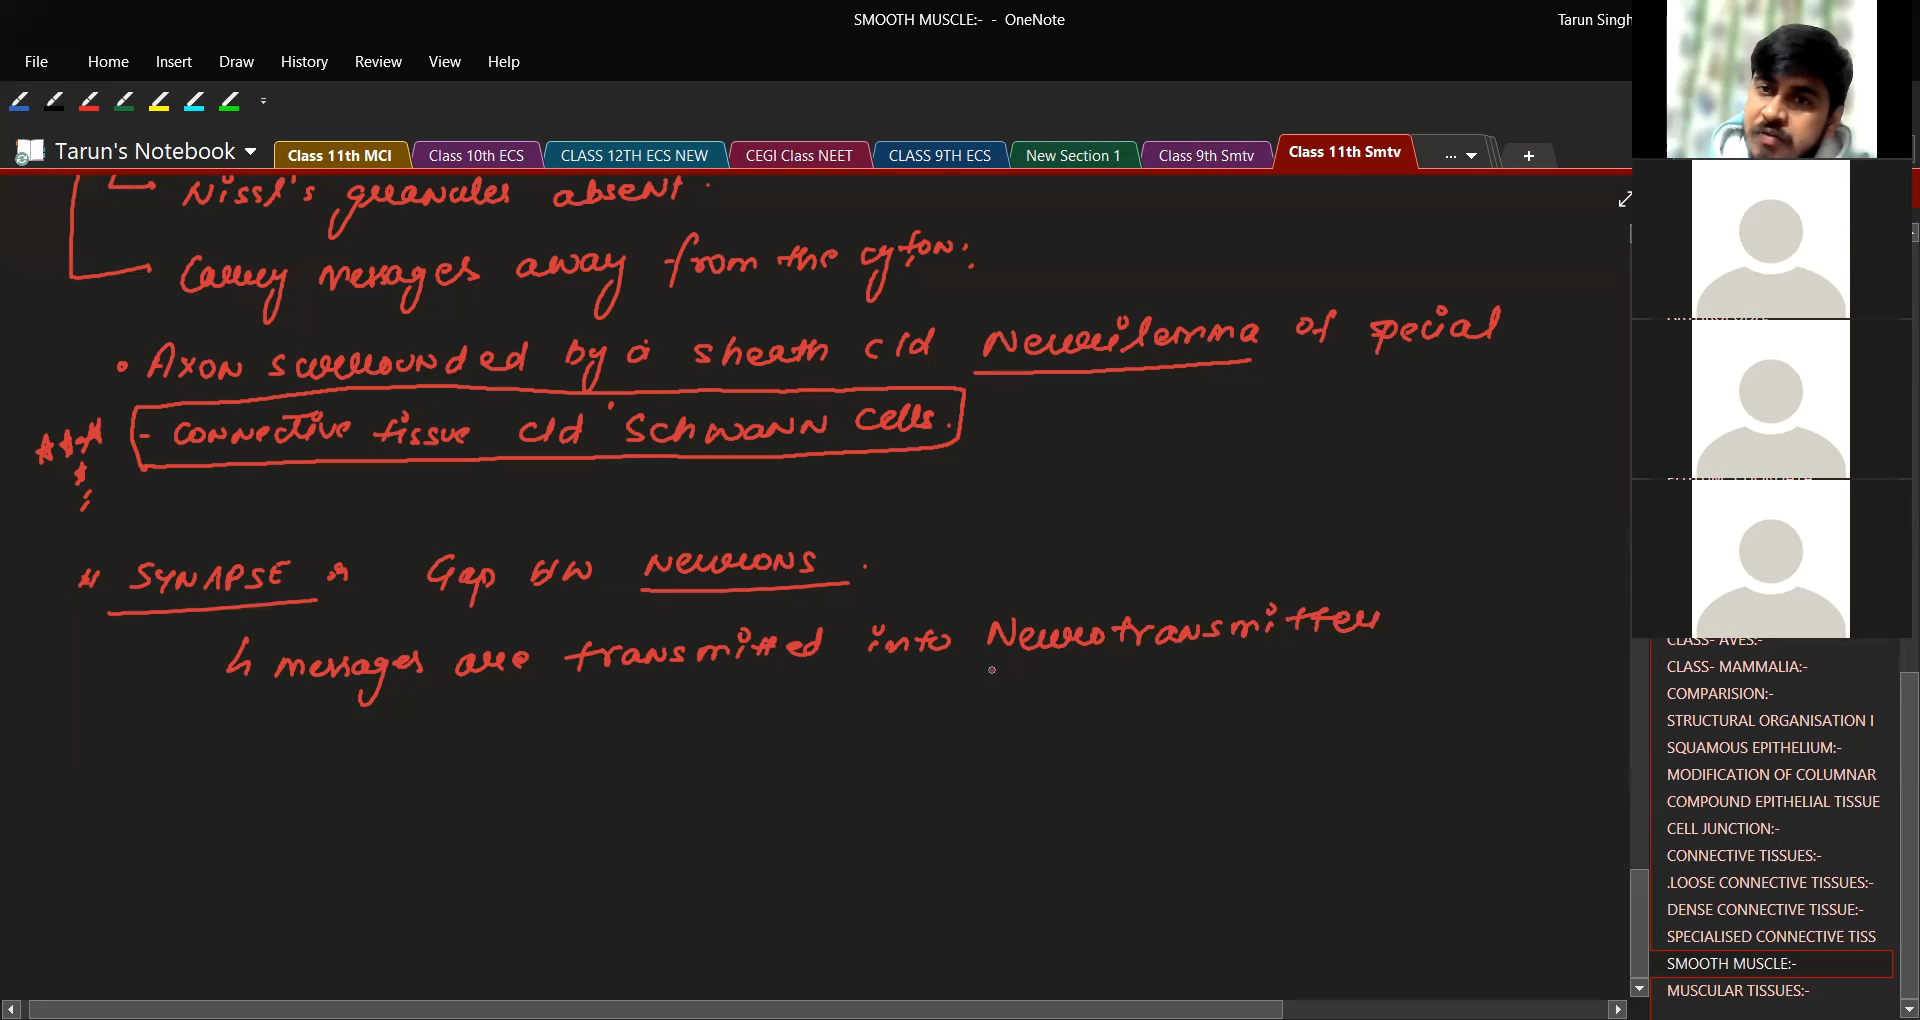 SMOOTH MUSCLE:- - OneNote
Tarun Singh
File Home Insert Draw History Review View Help
Tarun's Notebook
Class 11th MCI Class 10th ECS CLASS 12TH ECS NEW CEGI Class NEET CLASS 9TH ECS New Section 1 Class 9th Smtv Class 11th Smtv ... +
Nissl's granules absent.
Carry messages away from the cyton.
• Axon surrounded by a sheath c/d Neurilemma of special
- connective tissue c/d Schwann cells.
SYNAPSE :- Gap b/w Neurons.
messages are transmitted into Neurotransmitter
CLASS- AVES:-
CLASS- MAMMALIA:-
COMPARISION:-
STRUCTURAL ORGANISATION I
SQUAMOUS EPITHELIUM:-
MODIFICATION OF COLUMNAR
COMPOUND EPITHELIAL TISSUE
CELL JUNCTION:-
CONNECTIVE TISSUES:-
.LOOSE CONNECTIVE TISSUES:-
DENSE CONNECTIVE TISSUE:-
SPECIALISED CONNECTIVE TISS
SMOOTH MUSCLE:-
MUSCULAR TISSUES:-